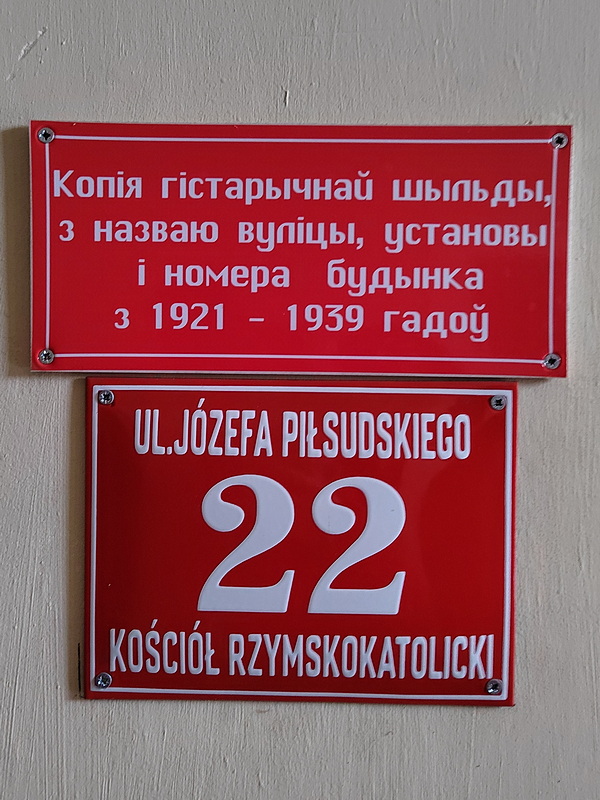 Копія гістарычнай шыльды,
з назваю вуліцы, установы
і номера будынка
з 1921 - 1939 гадоў
UL.JÓZEFA PIŁSUDSKIEGO
22
KOŚCIÓŁ RZYMSKOKATOLICKI